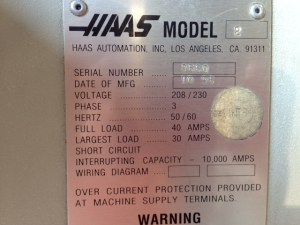 HAAS MODEL
HAAS AUTOMATION, INC. LOS ANGELES, CA. 91311
SERIAL NUMBER
DATE OF MFG
VOLTAGE 208 / 230
PHASE 3
HERTZ 50 / 60
FULL LOAD 40 AMPS
LARGEST LOAD 30 AMPS
SHORT CIRCUIT
INTERRUPTING CAPACITY - 10,000 AMPS
WIRING DIAGRAM
OVER CURRENT PROTECTION PROVIDED
AT MACHINE SUPPLY TERMINALS.
WARNING